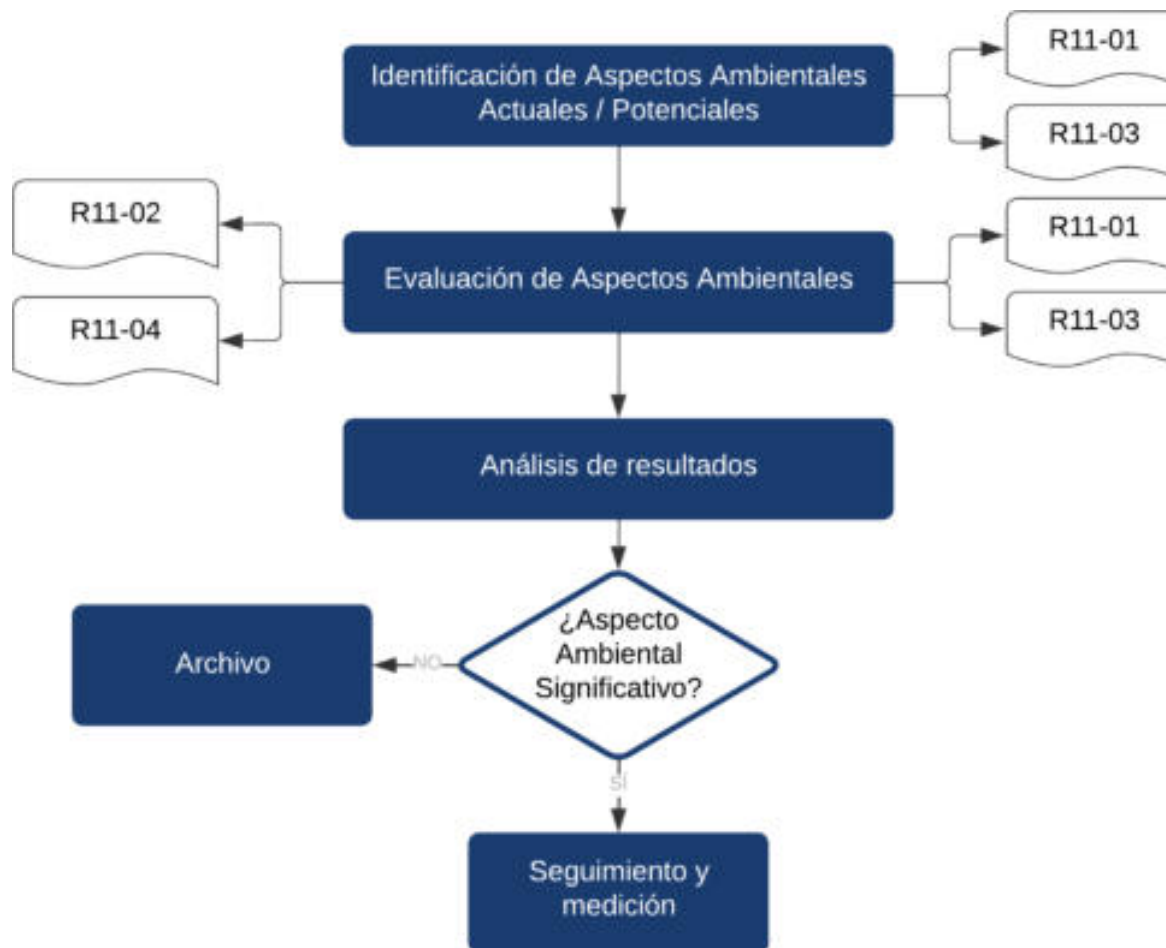 Identificación de Aspectos Ambientales
Actuales / Potenciales
R11-01
R11-03
R11-02
R11-04
Evaluación de Aspectos Ambientales
R11-01
R11-03
Análisis de resultados
¿Aspecto
Ambiental
Significativo?
NO
Archivo
SÍ
Seguimiento y
medición